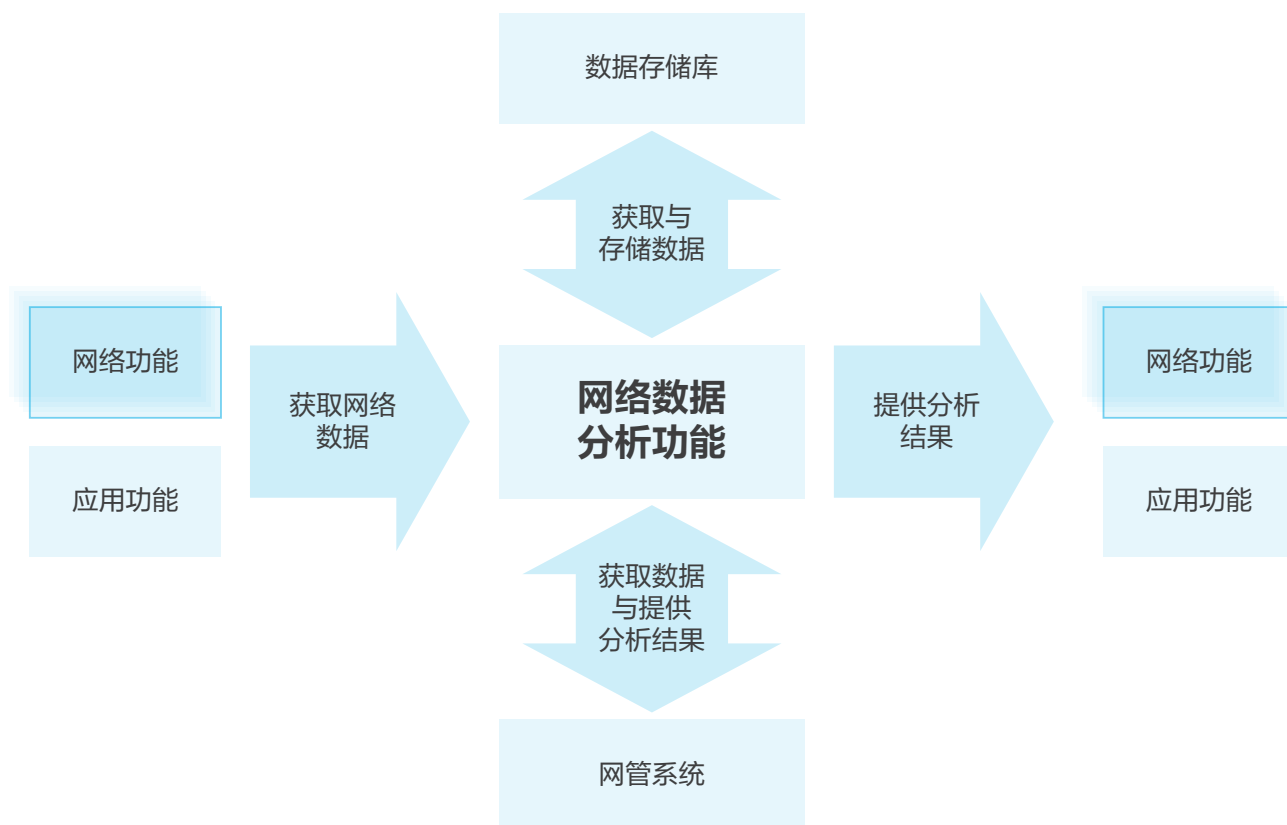 数据存储库
获取与
存储数据
网络功能
应用功能
获取网络
数据
网络数据
分析功能
提供分析
结果
网络功能
应用功能
获取数据
与提供
分析结果
网管系统